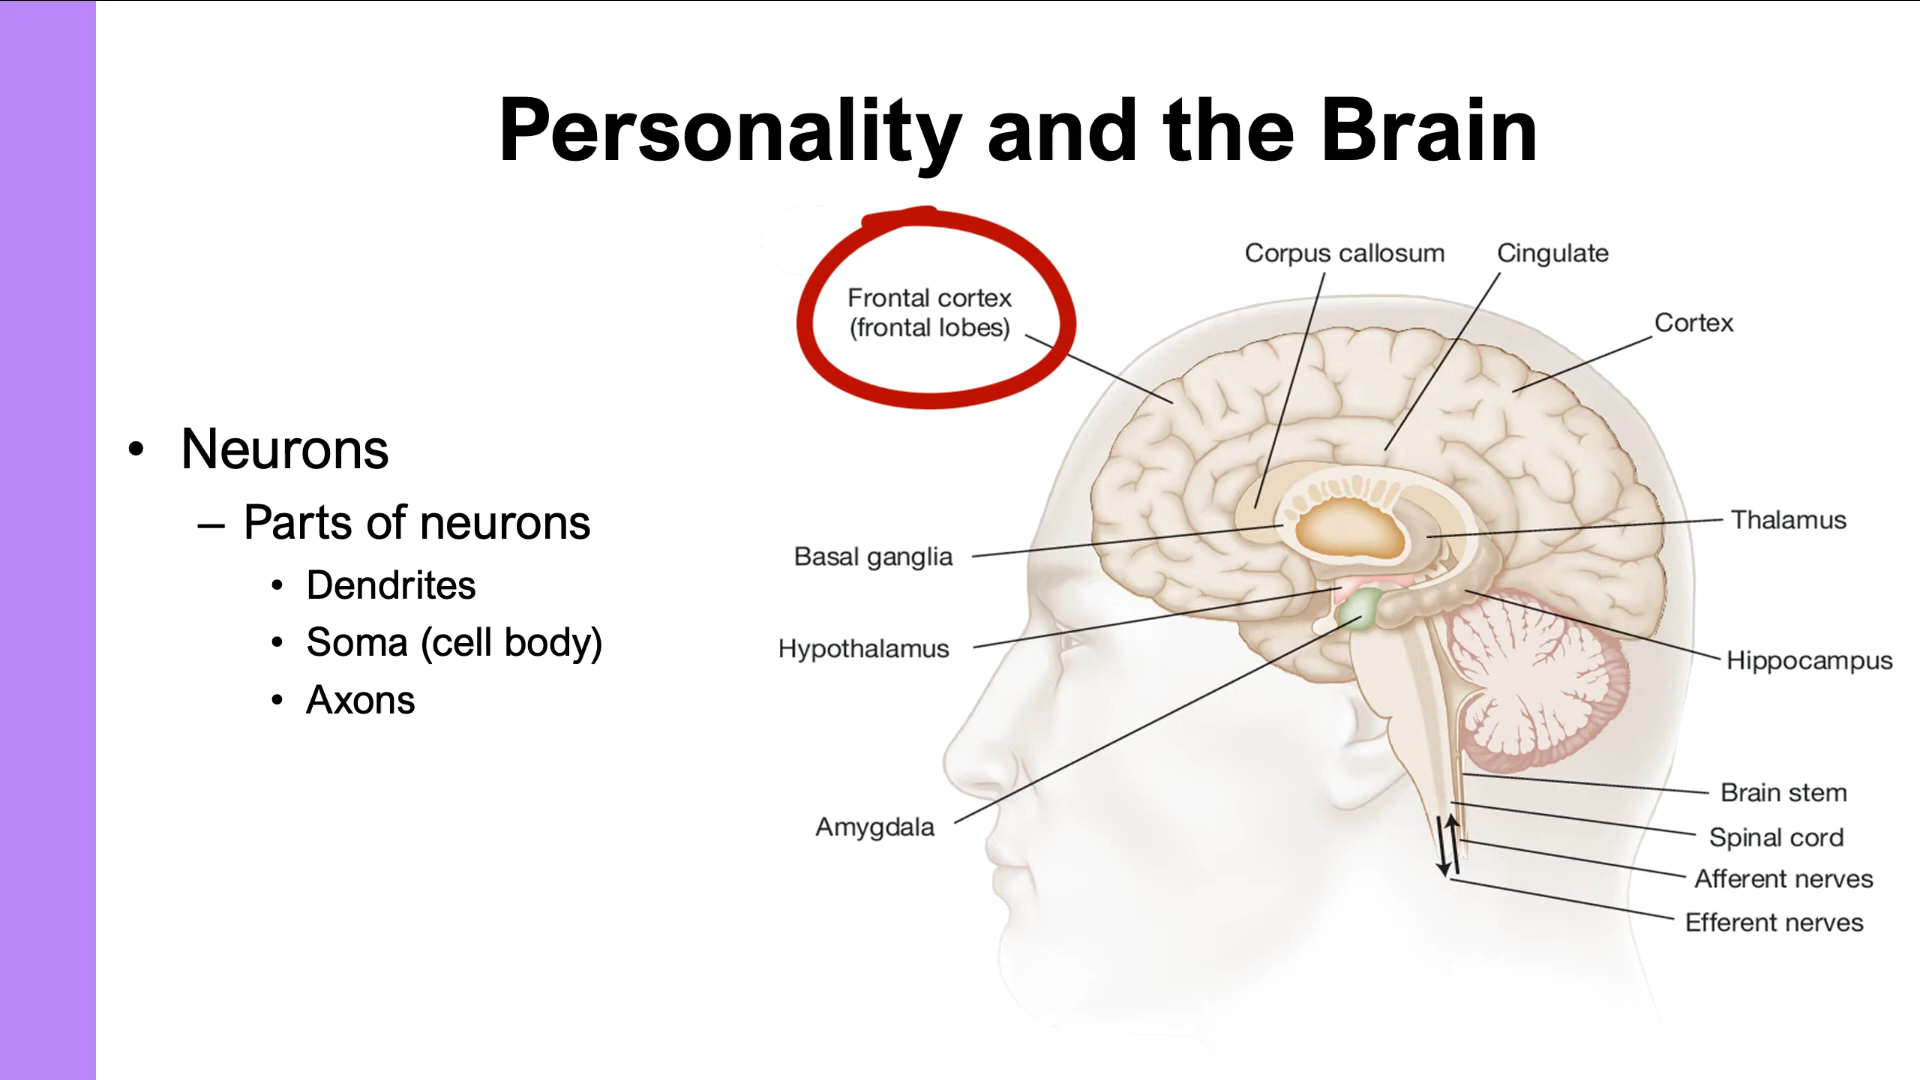 Personality and the Brain
• Neurons
– Parts of neurons
• Dendrites
• Soma (cell body)
• Axons
Frontal cortex
(frontal lobes)
Corpus callosum
Cingulate
Cortex
Basal ganglia
Thalamus
Hypothalamus
Hippocampus
Amygdala
Brain stem
Spinal cord
Afferent nerves
Efferent nerves